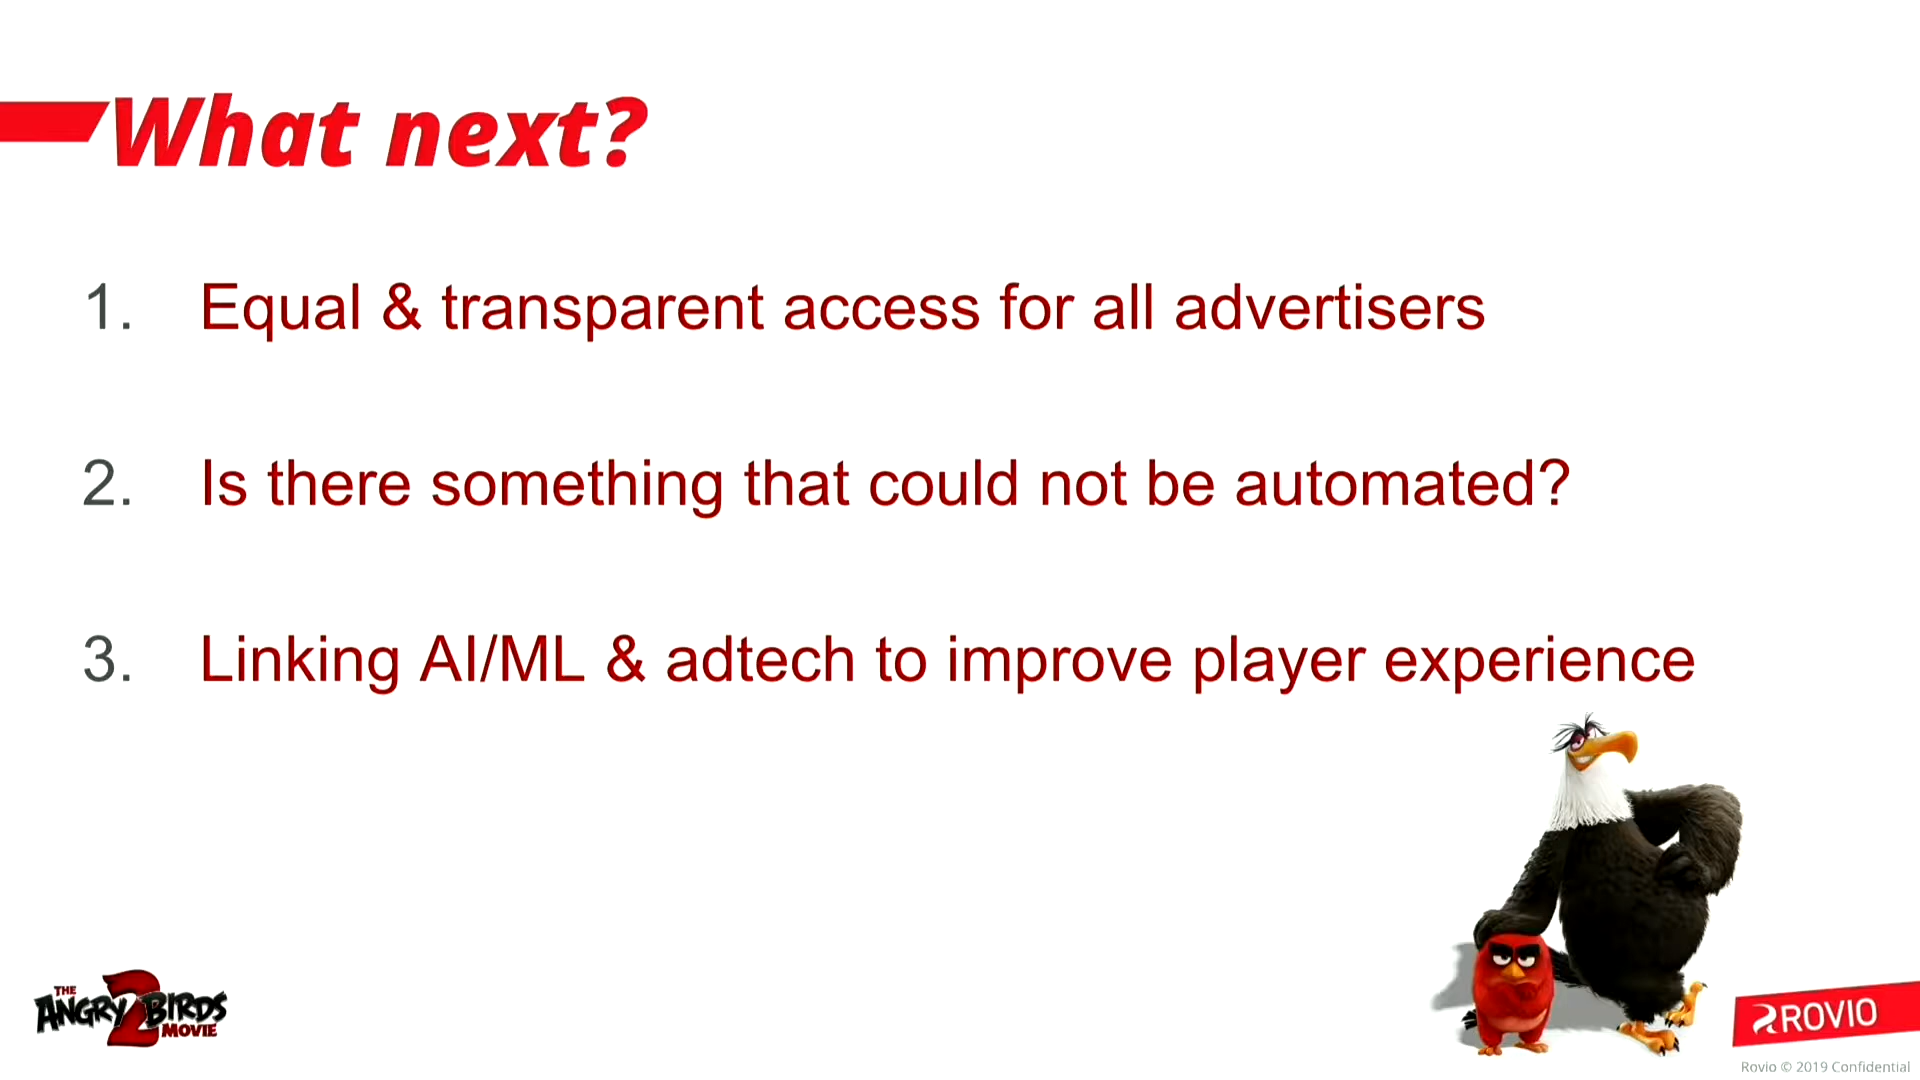 What next?
1. Equal & transparent access for all advertisers
2. Is there something that could not be automated?
3. Linking AI/ML & adtech to improve player experience
THE
ANGRY 2 BIRDS
MOVIE
ROVIO
Rovio © 2019 Confidential